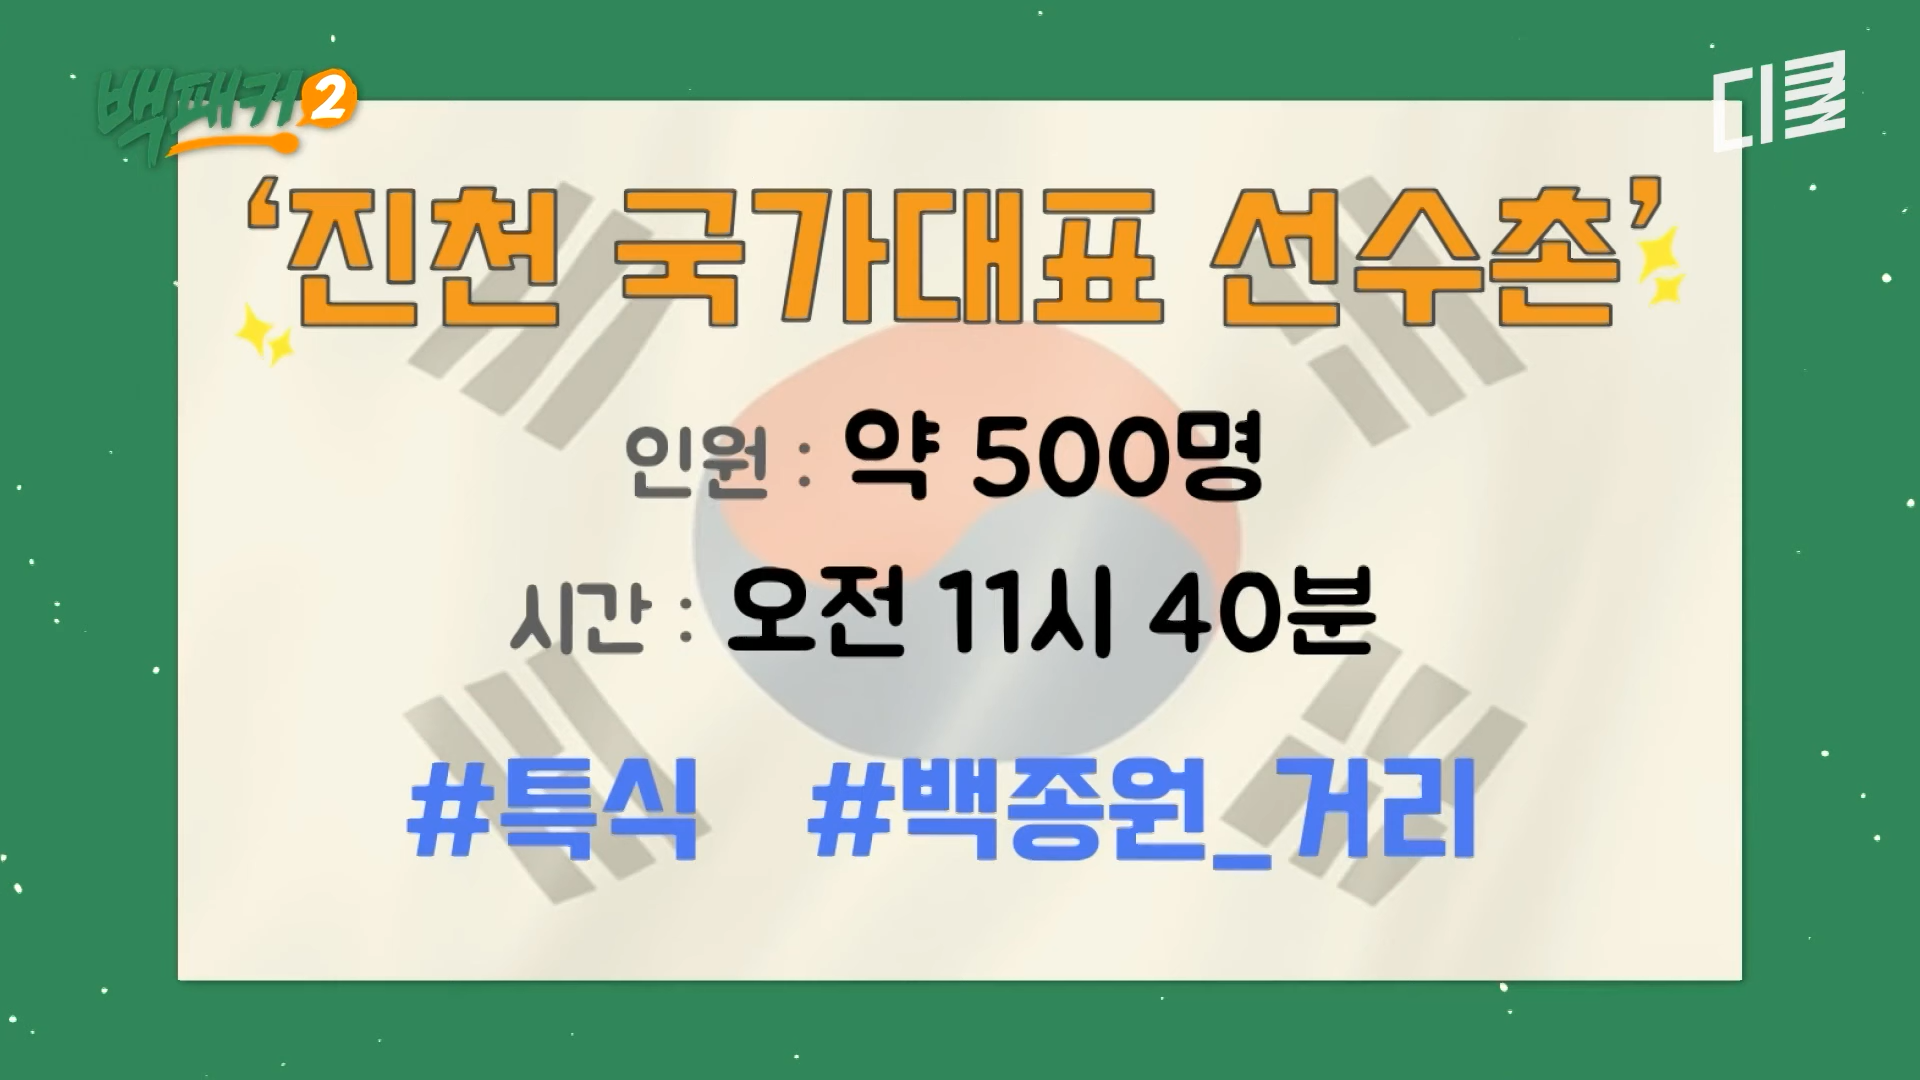 백패커2
디글
‘진천 국가대표 선수촌’
인원 : 약 500명
시간 : 오전 11시 40분
#특식 #백종원_거리